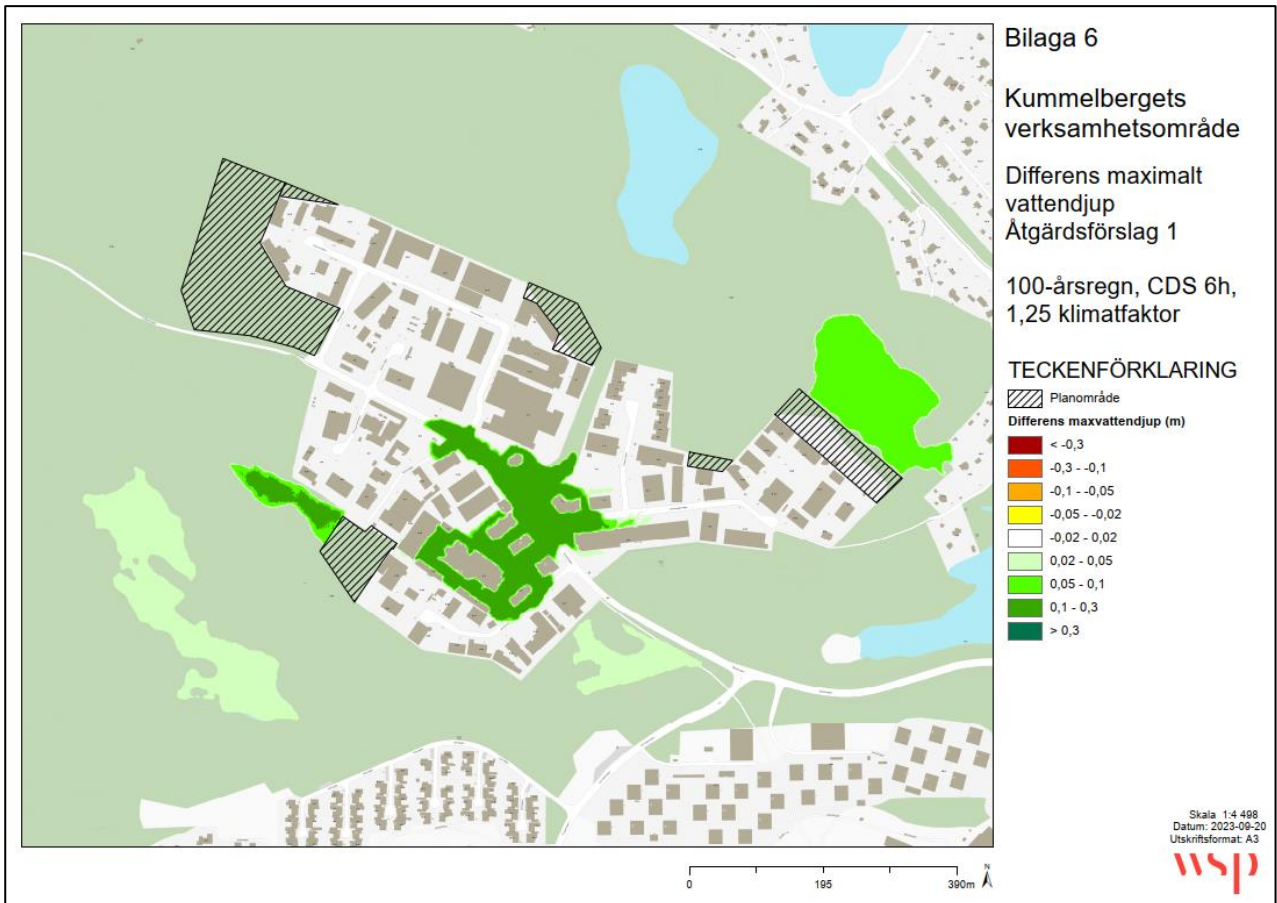 Bilaga 6
Kummelbergets
verksamhetsområde
Differens maximalt
vattendjup
Åtgärdsförslag 1
100-årsregn, CDS 6h,
1,25 klimatfaktor
TECKENFÖRKLARING
Planområde
Differens maxvattendjup (m)
< -0,3
-0,3 - -0,1
-0,1 - -0,05
-0,05 - -0,02
-0,02 - 0,02
0,02 - 0,05
0,05 - 0,1
0,1 - 0,3
> 0,3
Skala 1:4 498
Datum: 2023-09-20
Utskriftsformat: A3
wsp
0 195 390m
N